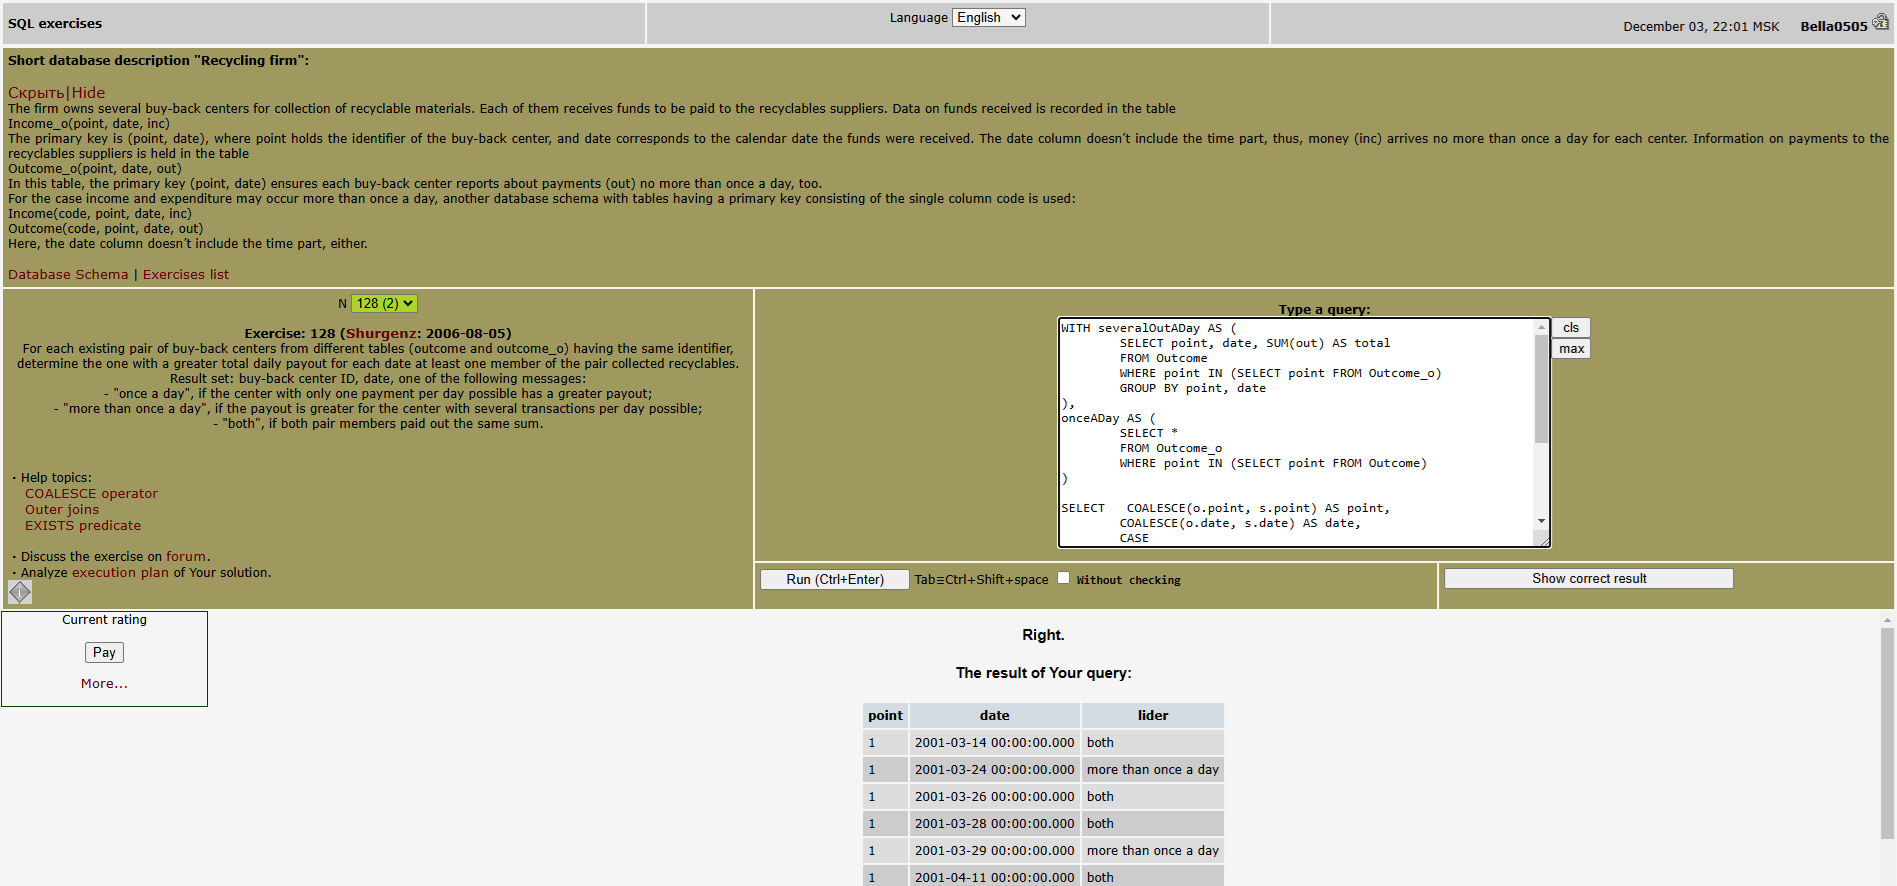 SQL exercises
Language English
December 03, 22:01 MSK Bella0505
Short database description "Recycling firm":
Скрыть|Hide
The firm owns several buy-back centers for collection of recyclable materials. Each of them receives funds to be paid to the recyclables suppliers. Data on funds received is recorded in the table
Income_o(point, date, inc)
The primary key is (point, date), where point holds the identifier of the buy-back center, and date corresponds to the calendar date the funds were received. The date column doesn’t include the time part, thus, money (inc) arrives no more than once a day for each center. Information on payments to the
recyclables suppliers is held in the table
Outcome_o(point, date, out)
In this table, the primary key (point, date) ensures each buy-back center reports about payments (out) no more than once a day, too.
For the case income and expenditure may occur more than once a day, another database schema with tables having a primary key consisting of the single column code is used:
Income(code, point, date, inc)
Outcome(code, point, date, out)
Here, the date column doesn’t include the time part, either.
Database Schema | Exercises list
N 128 (2)
Exercise: 128 (Shurgenz: 2006-08-05)
For each existing pair of buy-back centers from different tables (outcome and outcome_o) having the same identifier,
determine the one with a greater total daily payout for each date at least one member of the pair collected recyclables.
Result set: buy-back center ID, date, one of the following messages:
- "once a day", if the center with only one payment per day possible has a greater payout;
- "more than once a day", if the payout is greater for the center with several transactions per day possible;
- "both", if both pair members paid out the same sum.
· Help topics:
COALESCE operator
Outer joins
EXISTS predicate
· Discuss the exercise on forum.
· Analyze execution plan of Your solution.
Type a query:
WITH severalOutADay AS (
SELECT point, date, SUM(out) AS total
FROM Outcome
WHERE point IN (SELECT point FROM Outcome_o)
GROUP BY point, date
),
onceADay AS (
SELECT *
FROM Outcome_o
WHERE point IN (SELECT point FROM Outcome)
)
SELECT COALESCE(o.point, s.point) AS point,
COALESCE(o.date, s.date) AS date,
CASE
cls
max
Run (Ctrl+Enter) Tab≡Ctrl+Shift+space Without checking
Show correct result
Current rating
Pay
More...
Right.
The result of Your query:
point date lider
1 2001-03-14 00:00:00.000 both
1 2001-03-24 00:00:00.000 more than once a day
1 2001-03-26 00:00:00.000 both
1 2001-03-28 00:00:00.000 both
1 2001-03-29 00:00:00.000 more than once a day
1 2001-04-11 00:00:00.000 both